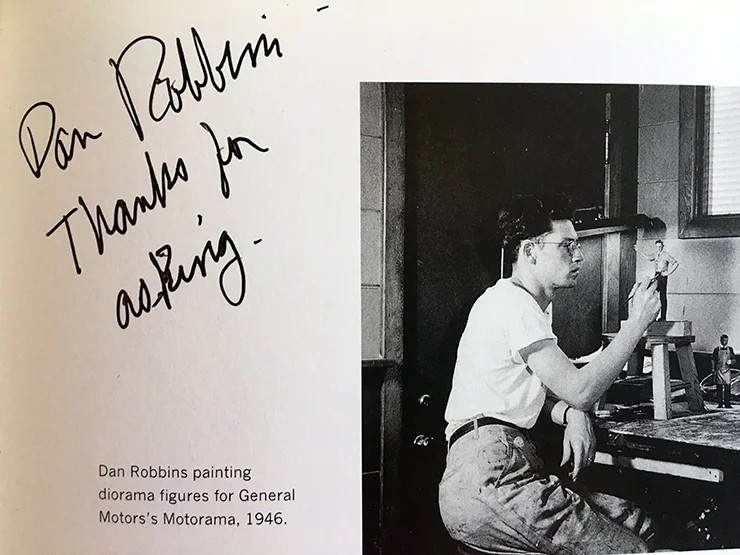 Dan Robbins -
Thanks for
asking.-
Dan Robbins painting
diorama figures for General
Motors's Motorama, 1946.